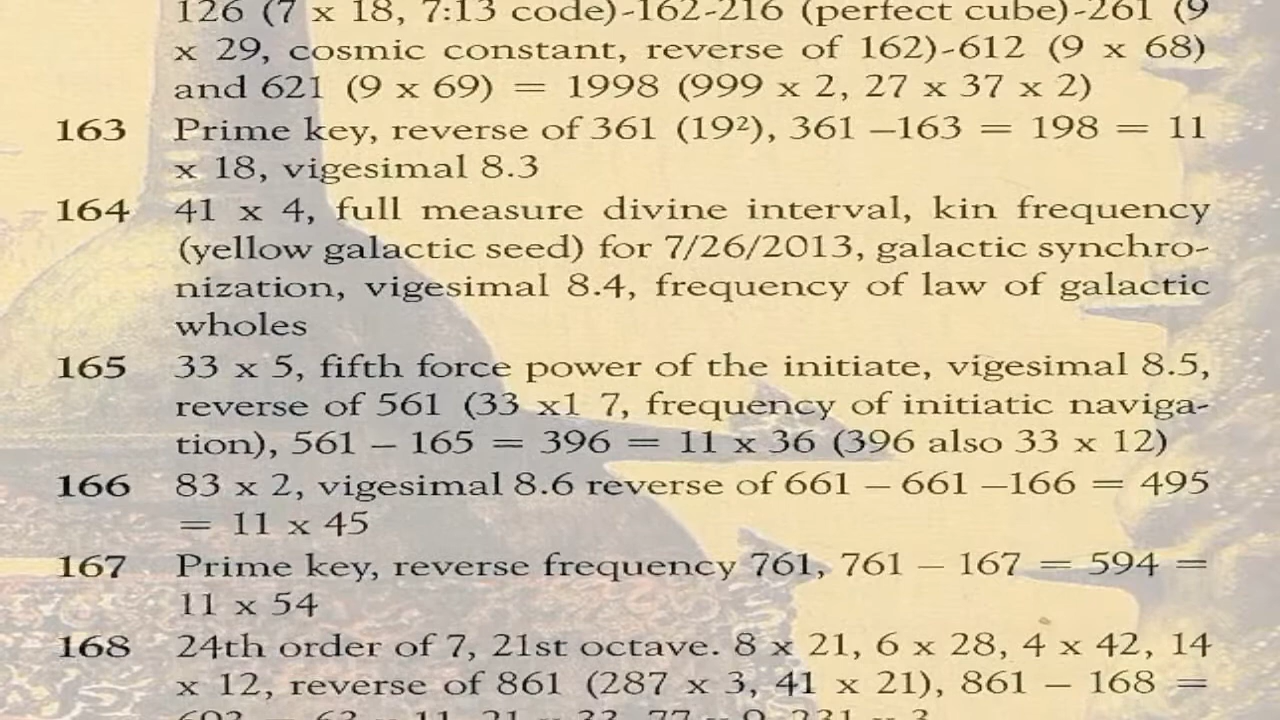 126 (7 x 18, 7:13 code)-162-216 (perfect cube)-261 (9
x 29, cosmic constant, reverse of 162)-612 (9 x 68)
and 621 (9 x 69) = 1998 (999 x 2, 27 x 37 x 2)
163 Prime key, reverse of 361 (19²), 361 –163 = 198 = 11
x 18, vigesimal 8.3
164 41 x 4, full measure divine interval, kin frequency
(yellow galactic seed) for 7/26/2013, galactic synchro-
nization, vigesimal 8.4, frequency of law of galactic
wholes
165 33 x 5, fifth force power of the initiate, vigesimal 8.5,
reverse of 561 (33 x1 7, frequency of initiatic naviga-
tion), 561 – 165 = 396 = 11 x 36 (396 also 33 x 12)
166 83 x 2, vigesimal 8.6 reverse of 661 – 661 –166 = 495
= 11 x 45
167 Prime key, reverse frequency 761, 761 – 167 = 594 =
11 x 54
168 24th order of 7, 21st octave. 8 x 21, 6 x 28, 4 x 42, 14
x 12, reverse of 861 (287 x 3, 41 x 21), 861 – 168 =